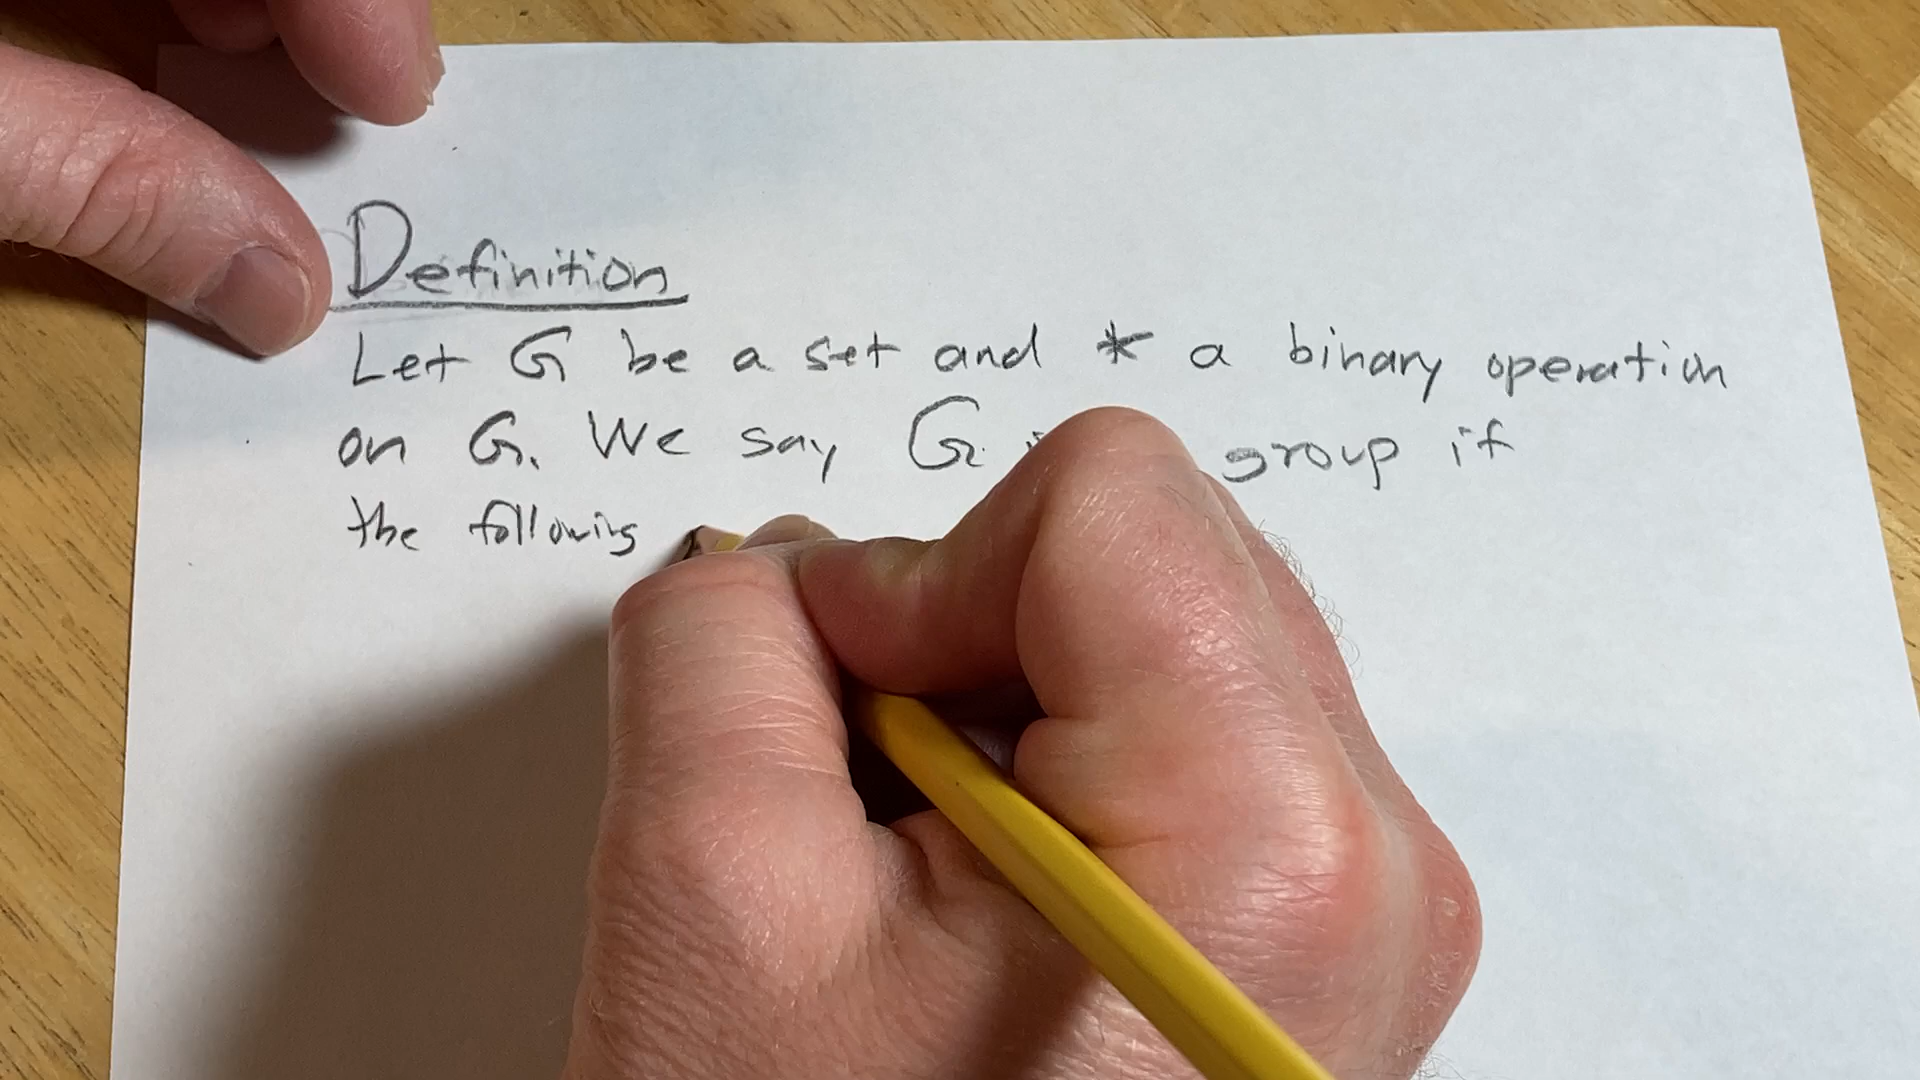 Definition
Let G be a set and * a binary operation
on G. We say G group if
the following